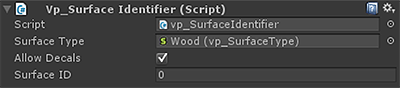 Vp_Surface Identifier (Script)
Script vp_SurfaceIdentifier
Surface Type Wood (vp_SurfaceType)
Allow Decals
Surface ID 0